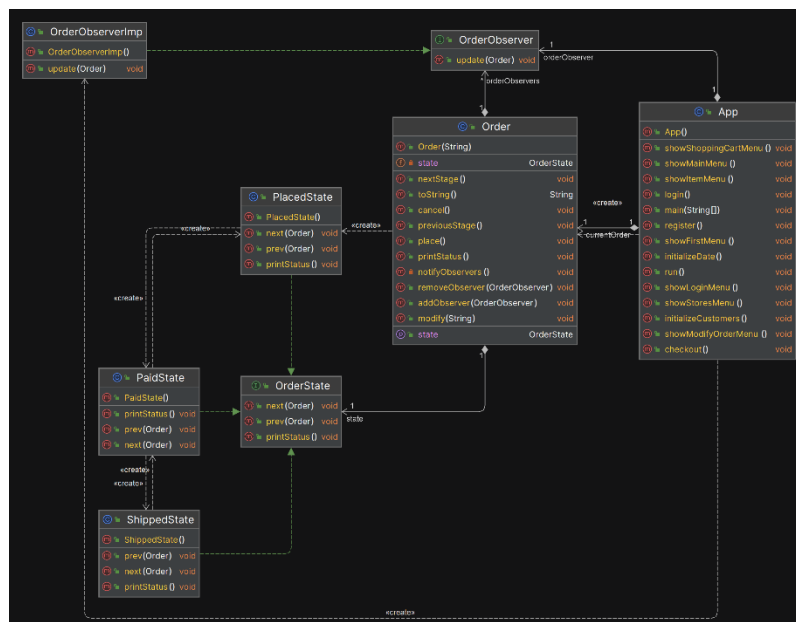 OrderObserverImp
OrderObserverImp()
update(Order) void
OrderObserver
update(Order) void
1
orderObserver
* orderObservers
1
1
App
App()
showShoppingCartMenu() void
showMainMenu() void
showItemMenu() void
login() void
main(String[]) void
register() void
showFirstMenu() void
initializeDate() void
run() void
showLoginMenu() void
showStoresMenu() void
initializeCustomers() void
showModifyOrderMenu() void
checkout() void
Order
Order(String)
state OrderState
nextStage() void
toString() String
cancel() void
previousStage() void
place() void
printStatus() void
notifyObservers() void
removeObserver(OrderObserver) void
addObserver(OrderObserver) void
modify(String) void
state OrderState
«create»
1 1
currentOrder
PlacedState
PlacedState()
next(Order) void
prev(Order) void
printStatus() void
«create»
«create»
«create»
PaidState
PaidState()
printStatus() void
prev(Order) void
next(Order) void
OrderState
next(Order) void
prev(Order) void
printStatus() void
1
1
state
«create»
«create»
ShippedState
ShippedState()
prev(Order) void
next(Order) void
printStatus() void
«create»